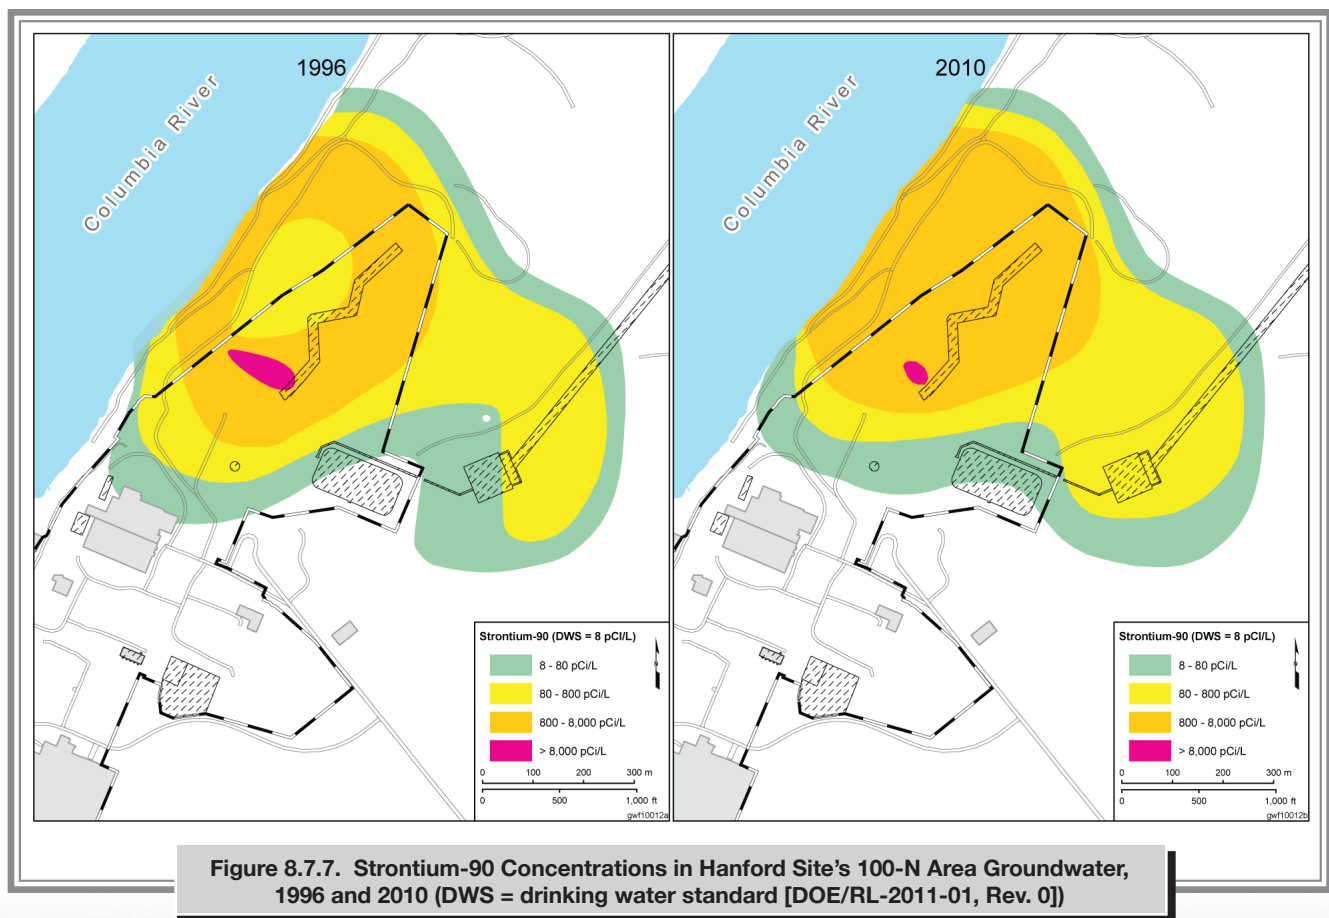 1996
Columbia River
Strontium-90 (DWS = 8 pCI/L)
8 - 80 pCi/L
80 - 800 pCi/L
800 - 8,000 pCi/L
> 8,000 pCi/L
0 100 200 300 m
0 500 1,000 ft
gwf10012a
2010
Columbia River
Strontium-90 (DWS = 8 pCI/L)
8 - 80 pCi/L
80 - 800 pCi/L
800 - 8,000 pCi/L
> 8,000 pCi/L
0 100 200 300 m
0 500 1,000 ft
gwf10012b
Figure 8.7.7. Strontium-90 Concentrations in Hanford Site's 100-N Area Groundwater,
1996 and 2010 (DWS = drinking water standard [DOE/RL-2011-01, Rev. 0])